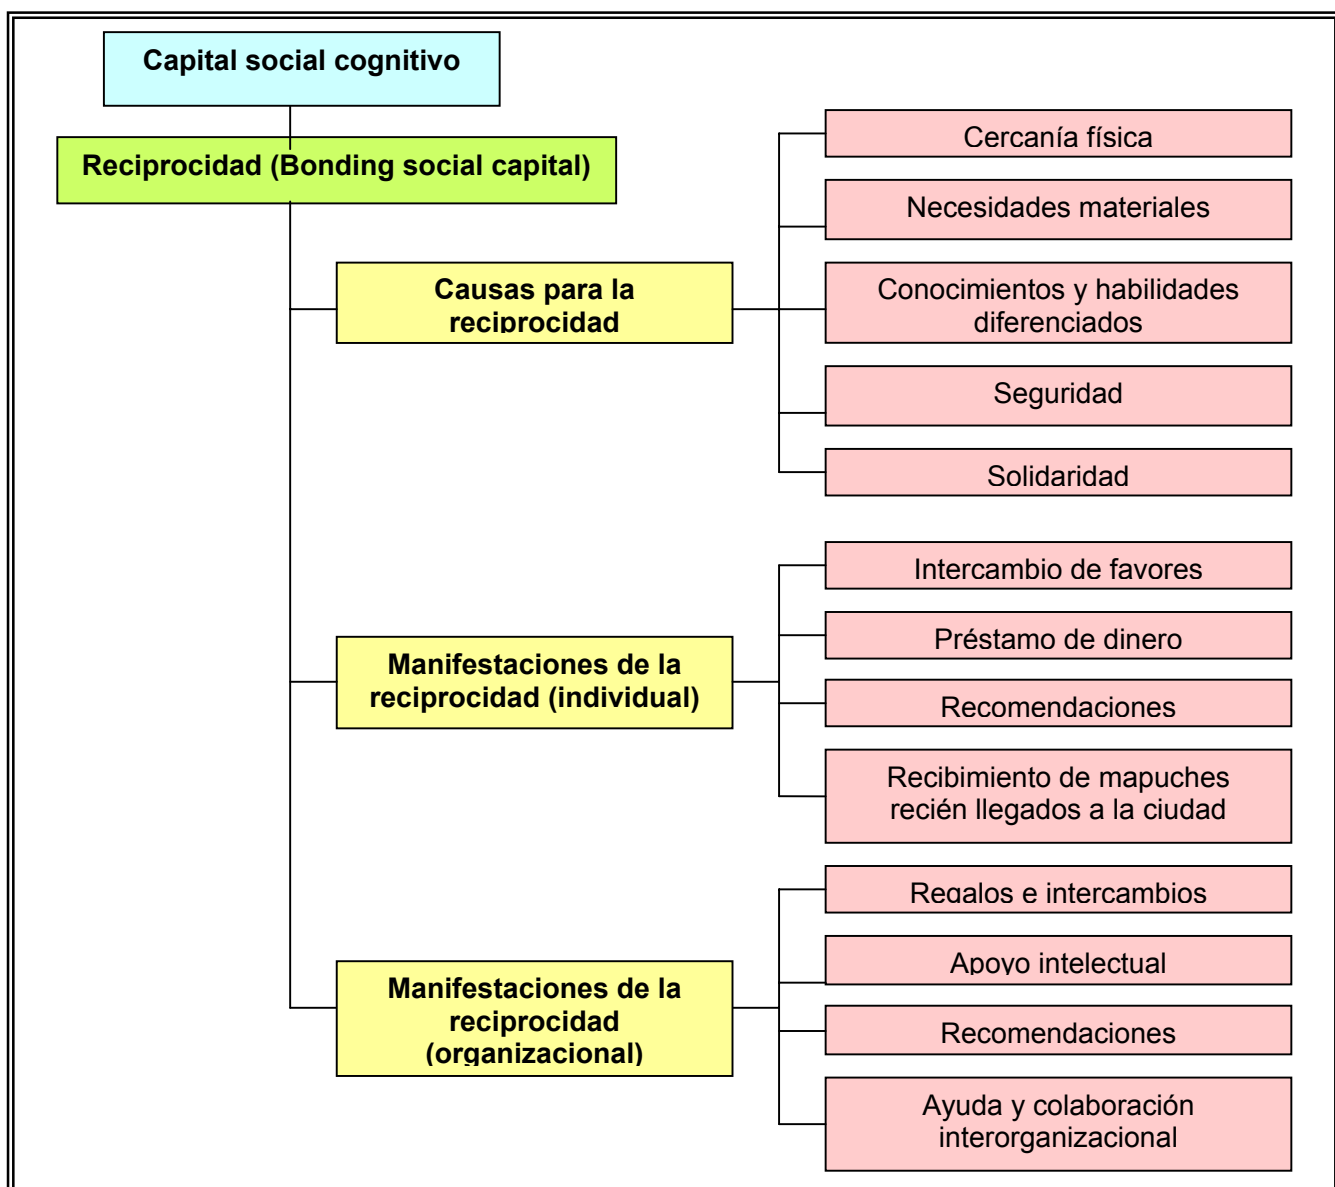 Capital social cognitivo
Reciprocidad (Bonding social capital)
Causas para la
reciprocidad
Cercanía física
Necesidades materiales
Conocimientos y habilidades
diferenciados
Seguridad
Solidaridad
Manifestaciones de la
reciprocidad (individual)
Intercambio de favores
Préstamo de dinero
Recomendaciones
Recibimiento de mapuches
recién llegados a la ciudad
Manifestaciones de la
reciprocidad
(organizacional)
Regalos e intercambios
Apoyo intelectual
Recomendaciones
Ayuda y colaboración
interorganizacional